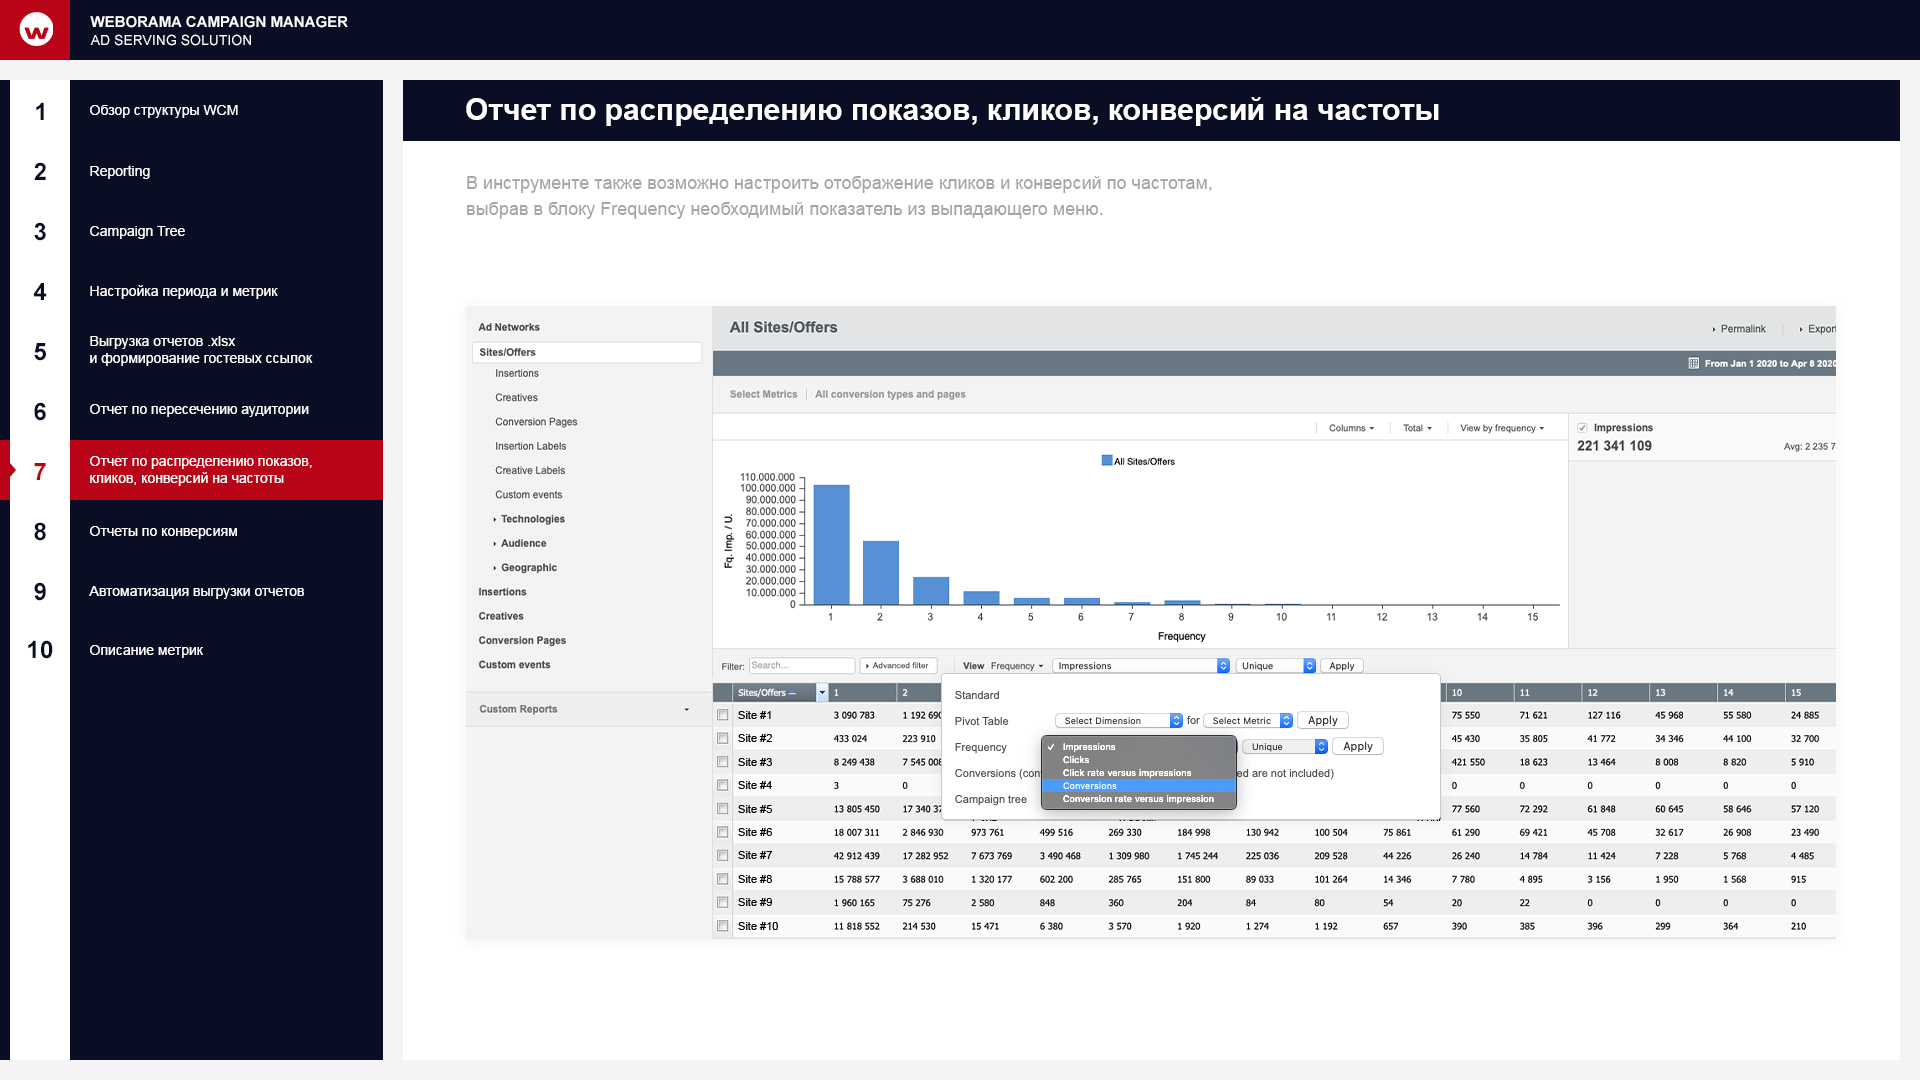 WEBORAMA CAMPAIGN MANAGER
AD SERVING SOLUTION
1 Обзор структуры WCM
2 Reporting
3 Campaign Tree
4 Настройка периода и метрик
5 Выгрузка отчетов .xlsx
и формирование гостевых ссылок
6 Отчет по пересечению аудитории
7 Отчет по распределению показов,
кликов, конверсий на частоты
8 Отчеты по конверсиям
9 Автоматизация выгрузки отчетов
10 Описание метрик
Отчет по распределению показов, кликов, конверсий на частоты
В инструменте также возможно настроить отображение кликов и конверсий по частотам,
выбрав в блоку Frequency необходимый показатель из выпадающего меню.
Ad Networks
Sites/Offers
Insertions
Creatives
Conversion Pages
Insertion Labels
Creative Labels
Custom events
Technologies
Audience
Geographic
Insertions
Creatives
Conversion Pages
Custom events
Custom Reports
All Sites/Offers
Permalink Export
From Jan 1 2020 to Apr 8 2020
Select Metrics All conversion types and pages
Columns Total View by frequency
Impressions
221 341 109 Avg: 2 235 7
All Sites/Offers
Fq. Imp. / U.
110.000.000
100.000.000
90.000.000
80.000.000
70.000.000
60.000.000
50.000.000
40.000.000
30.000.000
20.000.000
10.000.000
0
1 2 3 4 5 6 7 8 9 10 11 12 13 14 15
Frequency
Filter: Search... Advanced filter View Frequency Impressions Unique Apply
Sites/Offers 1 2 10 11 12 13 14 15
Standard
Pivot Table Select Dimension for Select Metric Apply
Frequency Unique Apply
Impressions
Clicks
Click rate versus impressions
Conversions
Conversion rate versus impression
Conversions (con ed are not included)
Campaign tree
Site #1 3 090 783 1 192 690 75 550 71 621 127 116 45 968 55 580 24 885
Site #2 433 024 223 910 45 430 35 805 41 772 34 346 44 100 32 700
Site #3 8 249 438 7 545 008 421 550 18 623 13 464 8 008 8 820 5 910
Site #4 3 0 0 0 0 0 0 0
Site #5 13 805 450 17 340 37 77 560 72 292 61 848 60 645 58 646 57 120
Site #6 18 007 311 2 846 930 973 761 499 516 269 330 184 998 130 942 100 504 75 861 61 290 69 421 45 708 32 617 26 908 23 490
Site #7 42 912 439 17 282 952 7 673 769 3 490 468 1 309 980 1 745 244 225 036 209 528 44 226 26 240 14 784 11 424 7 228 5 768 4 485
Site #8 15 788 577 3 688 010 1 320 177 602 200 285 765 151 800 89 033 101 264 14 346 7 780 4 895 3 156 1 950 1 568 915
Site #9 1 960 165 75 276 2 580 848 360 204 84 80 54 20 22 0 0 0 0
Site #10 11 818 552 214 530 15 471 6 380 3 570 1 920 1 274 1 192 657 390 385 396 299 364 210